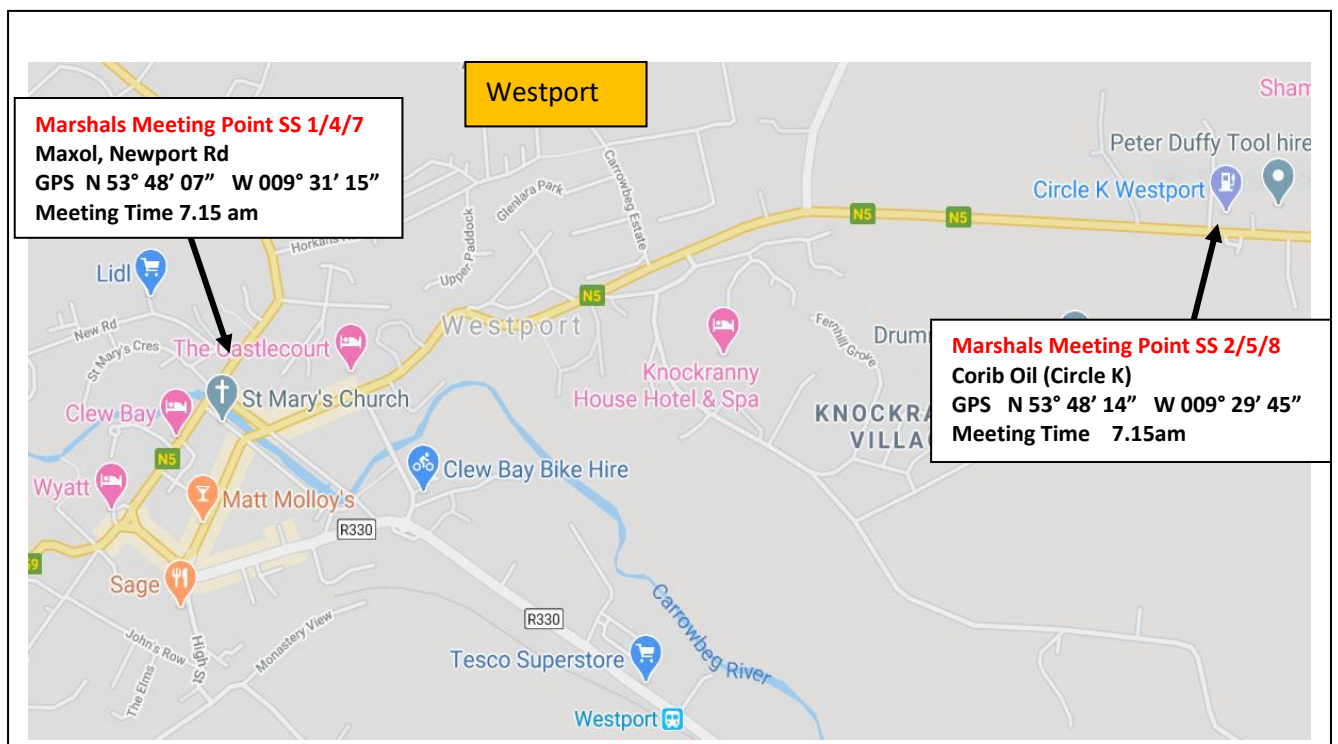 Westport
Marshals Meeting Point SS 1/4/7
Maxol, Newport Rd
GPS N 53° 48’ 07” W 009° 31’ 15”
Meeting Time 7.15 am
Sham
Peter Duffy Tool hire
Circle K Westport
N5
N5
Carrowbeg Estate
Glenlara Park
Upper Paddock
Lidl
N5
New Rd
St Mary's Cres
The Castlecourt
Westport
Fernhill Grove
Drum
Marshals Meeting Point SS 2/5/8
Corib Oil (Circle K)
GPS N 53° 48’ 14” W 009° 29’ 45”
Meeting Time 7.15am
Knockranny
House Hotel & Spa
KNOCKRA
VILLAG
St Mary's Church
Clew Bay
N5
Clew Bay Bike Hire
Wyatt
Matt Molloy's
R330
59
Sage
R330
Carrowbeg River
Monastery View
John's Row
High St
The Elms
Tesco Superstore
Westport